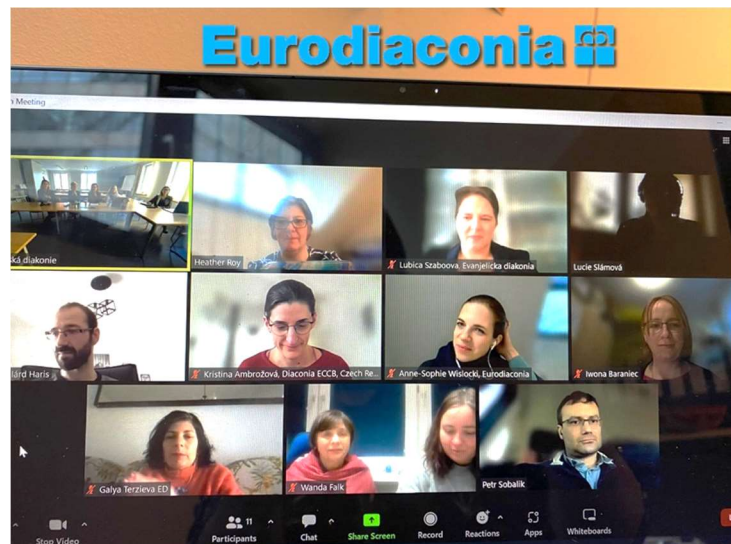 Eurodiaconia
Meeting
ká diakonie
Heather Roy
Lubica Szaboova, Evanjelicka diakonia
Lucie Slámová
lárd Haris
Kristina Ambrožová, Diaconia ECCB, Czech Re...
Anne-Sophie Wislocki, Eurodiaconia
Iwona Baraniec
Galya Terzieva ED
Wanda Falk
Petr Sobalik
Stop Video
Participants
11
Chat
Share Screen
Record
Reactions
Apps
Whiteboards